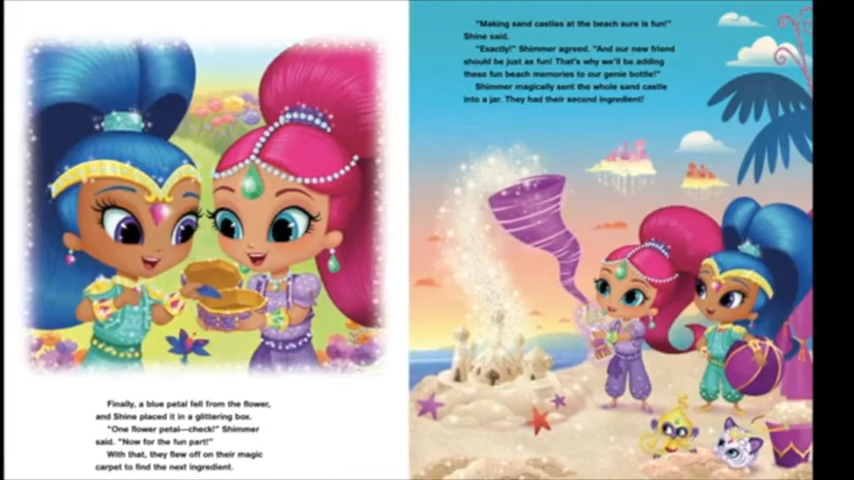 Finally, a blue petal fell from the flower,
and Shine placed it in a glittering box.
"One flower petal—check!" Shimmer
said. "Now for the fun part!"
With that, they flew off on their magic
carpet to find the next ingredient.
"Making sand castles at the beach sure is fun!"
Shine said.
"Exactly!" Shimmer agreed. "And our new friend
should be just as fun! That's why we'll be adding
these fun beach memories to our genie bottle!"
Shimmer magically sent the whole sand castle
into a jar. They had their second ingredient!